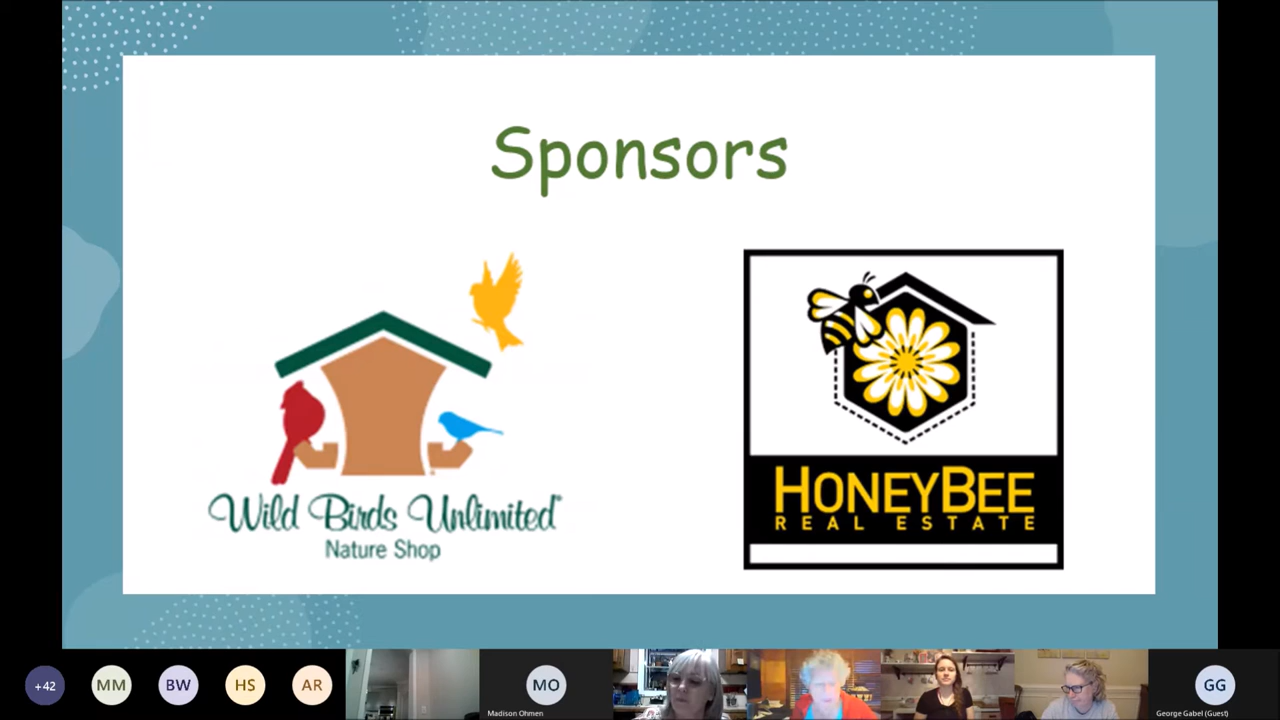 Sponsors
Wild Birds Unlimited®
Nature Shop
HONEYBEE
REAL ESTATE
+42
MM
BW
HS
AR
MO
Madison Ohmen
GG
George Gabel (Guest)